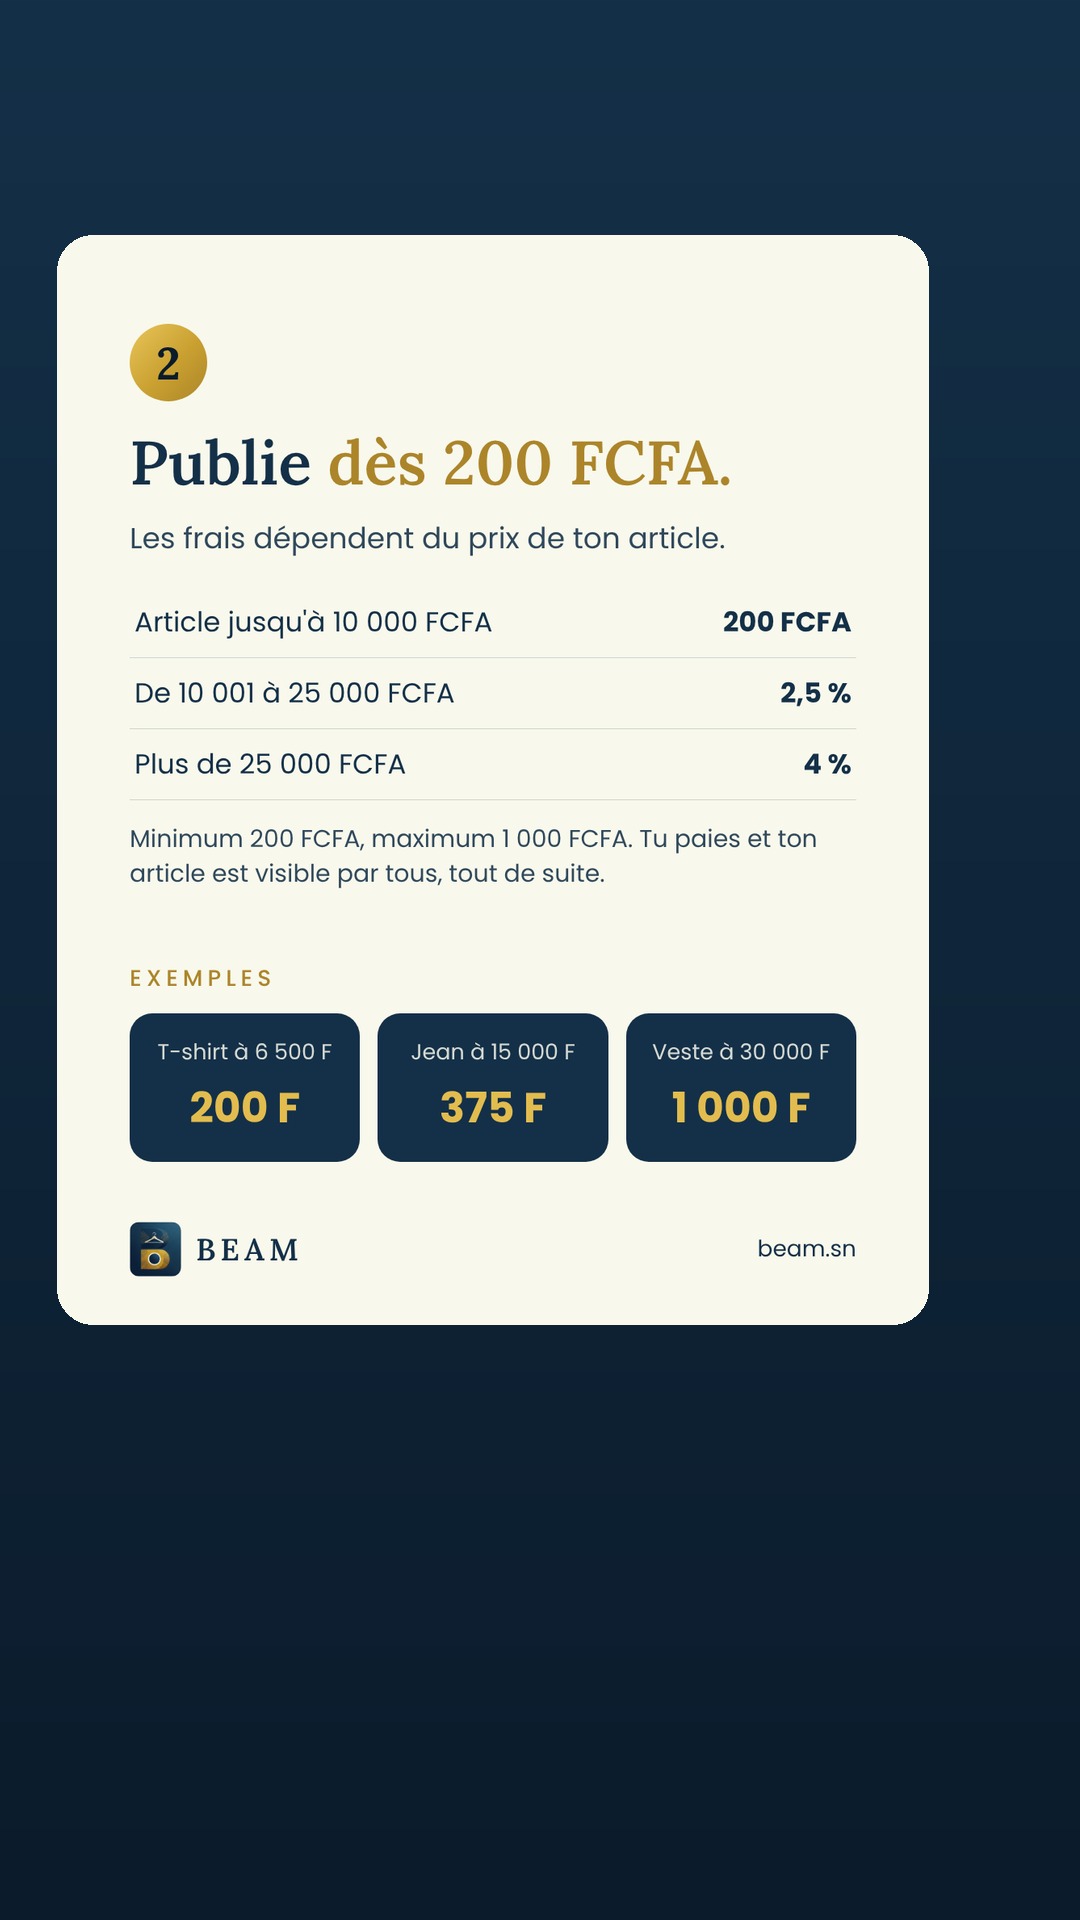 2
Publie dès 200 FCFA.
Les frais dépendent du prix de ton article.
Article jusqu'à 10 000 FCFA 200 FCFA
De 10 001 à 25 000 FCFA 2,5 %
Plus de 25 000 FCFA 4 %
Minimum 200 FCFA, maximum 1 000 FCFA. Tu paies et ton
article est visible par tous, tout de suite.
EXEMPLES
T-shirt à 6 500 F
200 F
Jean à 15 000 F
375 F
Veste à 30 000 F
1 000 F
BEAM
beam.sn